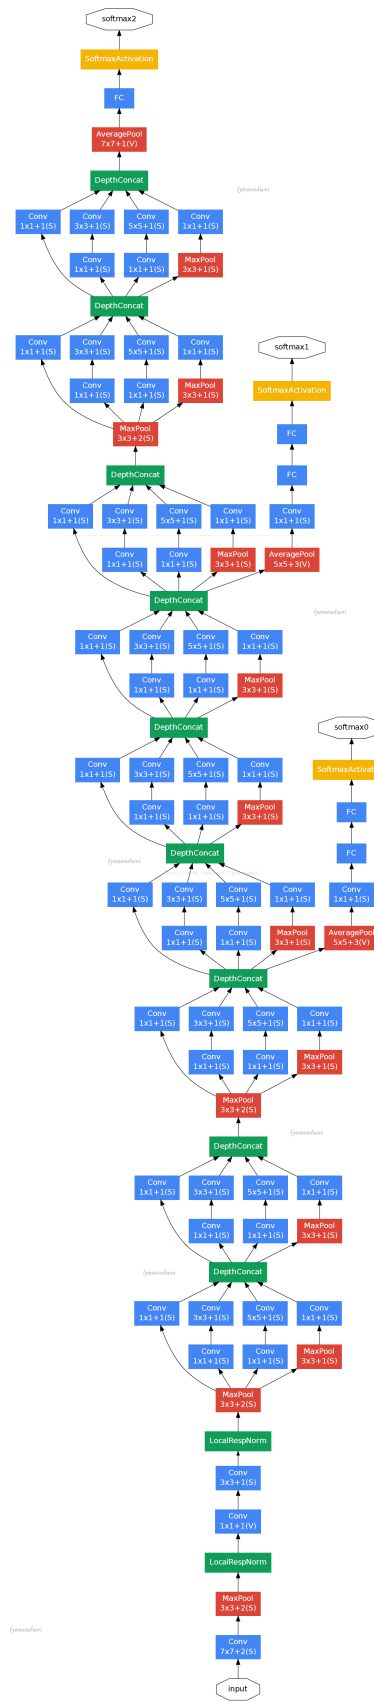 softmax2
SoftmaxActivation
FC
AveragePool
7x7+1(V)
DepthConcat
Conv Conv Conv Conv
1x1+1(S) 3x3+1(S) 5x5+1(S) 1x1+1(S)
Conv Conv MaxPool
1x1+1(S) 1x1+1(S) 3x3+1(S)
DepthConcat
Conv Conv Conv Conv
1x1+1(S) 3x3+1(S) 5x5+1(S) 1x1+1(S)
softmax1
Conv Conv MaxPool
1x1+1(S) 1x1+1(S) 3x3+1(S)
SoftmaxActivation
MaxPool
3x3+2(S)
FC
DepthConcat
FC
Conv Conv Conv Conv Conv
1x1+1(S) 3x3+1(S) 5x5+1(S) 1x1+1(S) 1x1+1(S)
Conv Conv MaxPool AveragePool
1x1+1(S) 1x1+1(S) 3x3+1(S) 5x5+3(V)
DepthConcat
Conv Conv Conv Conv
1x1+1(S) 3x3+1(S) 5x5+1(S) 1x1+1(S)
Conv Conv MaxPool
1x1+1(S) 1x1+1(S) 3x3+1(S)
DepthConcat
softmax0
Conv Conv Conv Conv
1x1+1(S) 3x3+1(S) 5x5+1(S) 1x1+1(S)
SoftmaxActivat
Conv Conv MaxPool
1x1+1(S) 1x1+1(S) 3x3+1(S)
FC
DepthConcat
FC
Conv Conv Conv Conv Conv
1x1+1(S) 3x3+1(S) 5x5+1(S) 1x1+1(S) 1x1+1(S)
Conv Conv MaxPool AveragePool
1x1+1(S) 1x1+1(S) 3x3+1(S) 5x5+3(V)
DepthConcat
Conv Conv Conv Conv
1x1+1(S) 3x3+1(S) 5x5+1(S) 1x1+1(S)
Conv Conv MaxPool
1x1+1(S) 1x1+1(S) 3x3+1(S)
MaxPool
3x3+2(S)
DepthConcat
Conv Conv Conv Conv
1x1+1(S) 3x3+1(S) 5x5+1(S) 1x1+1(S)
Conv Conv MaxPool
1x1+1(S) 1x1+1(S) 3x3+1(S)
DepthConcat
Conv Conv Conv Conv
1x1+1(S) 3x3+1(S) 5x5+1(S) 1x1+1(S)
Conv Conv MaxPool
1x1+1(S) 1x1+1(S) 3x3+1(S)
MaxPool
3x3+2(S)
LocalRespNorm
Conv
3x3+1(S)
Conv
1x1+1(V)
LocalRespNorm
MaxPool
3x3+2(S)
Conv
7x7+2(S)
input